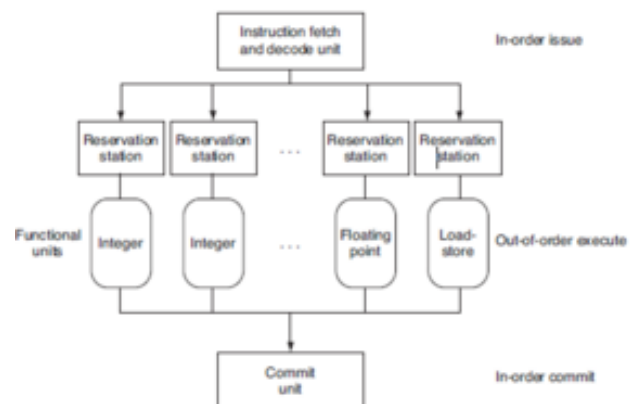 Instruction fetch
and decode unit
In-order issue
Reservation
station
Reservation
station
...
Reservation
station
Reservation
station
Functional
units
Integer
Integer
...
Floating
point
Load-
store
Out-of-order execute
Commit
unit
In-order commit